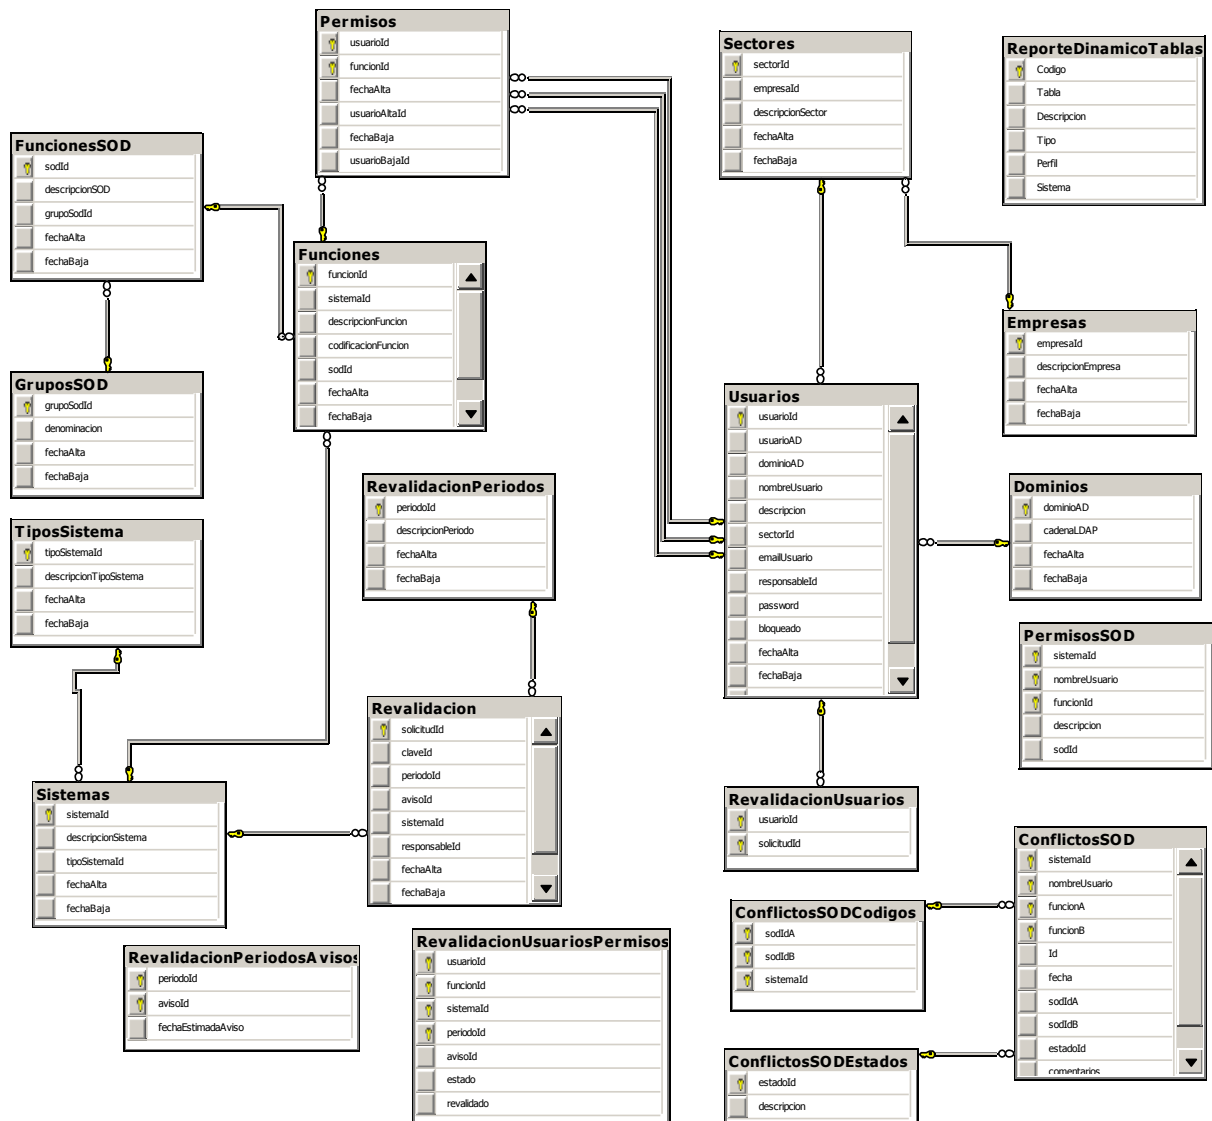 Permisos
usuarioId
funcionId
fechaAlta
usuarioAltaId
fechaBaja
usuarioBajaId
Sectores
sectorId
empresaId
descripcionSector
fechaAlta
fechaBaja
ReporteDinamicoTablas
Codigo
Tabla
Descripcion
Tipo
Perfil
Sistema
FuncionesSOD
sodId
descripcionSOD
grupoSodId
fechaAlta
fechaBaja
Funciones
funcionId
sistemaId
descripcionFuncion
codificacionFuncion
sodId
fechaAlta
fechaBaja
Empresas
empresaId
descripcionEmpresa
fechaAlta
fechaBaja
GruposSOD
grupoSodId
denominacion
fechaAlta
fechaBaja
Usuarios
usuarioId
usuarioAD
dominioAD
nombreUsuario
descripcion
sectorId
emailUsuario
responsableId
password
bloqueado
fechaAlta
fechaBaja
RevalidacionPeriodos
periodoId
descripcionPeriodo
fechaAlta
fechaBaja
Dominios
dominioAD
cadenaLDAP
fechaAlta
fechaBaja
TiposSistema
tipoSistemaId
descripcionTipoSistema
fechaAlta
fechaBaja
PermisosSOD
sistemaId
nombreUsuario
funcionId
descripcion
sodId
Revalidacion
solicitudId
claveId
periodoId
avisoId
sistemaId
responsableId
fechaAlta
fechaBaja
Sistemas
sistemaId
descripcionSistema
tipoSistemaId
fechaAlta
fechaBaja
RevalidacionUsuarios
usuarioId
solicitudId
ConflictosSOD
sistemaId
nombreUsuario
funcionA
funcionB
Id
fecha
sodIdA
sodIdB
estadoId
comentarios
ConflictosSODCodigos
sodIdA
sodIdB
sistemaId
RevalidacionPeriodosAvisos
periodoId
avisoId
fechaEstimadaAviso
RevalidacionUsuariosPermisos
usuarioId
funcionId
sistemaId
periodoId
avisoId
estado
revalidado
ConflictosSODEstados
estadoId
descripcion